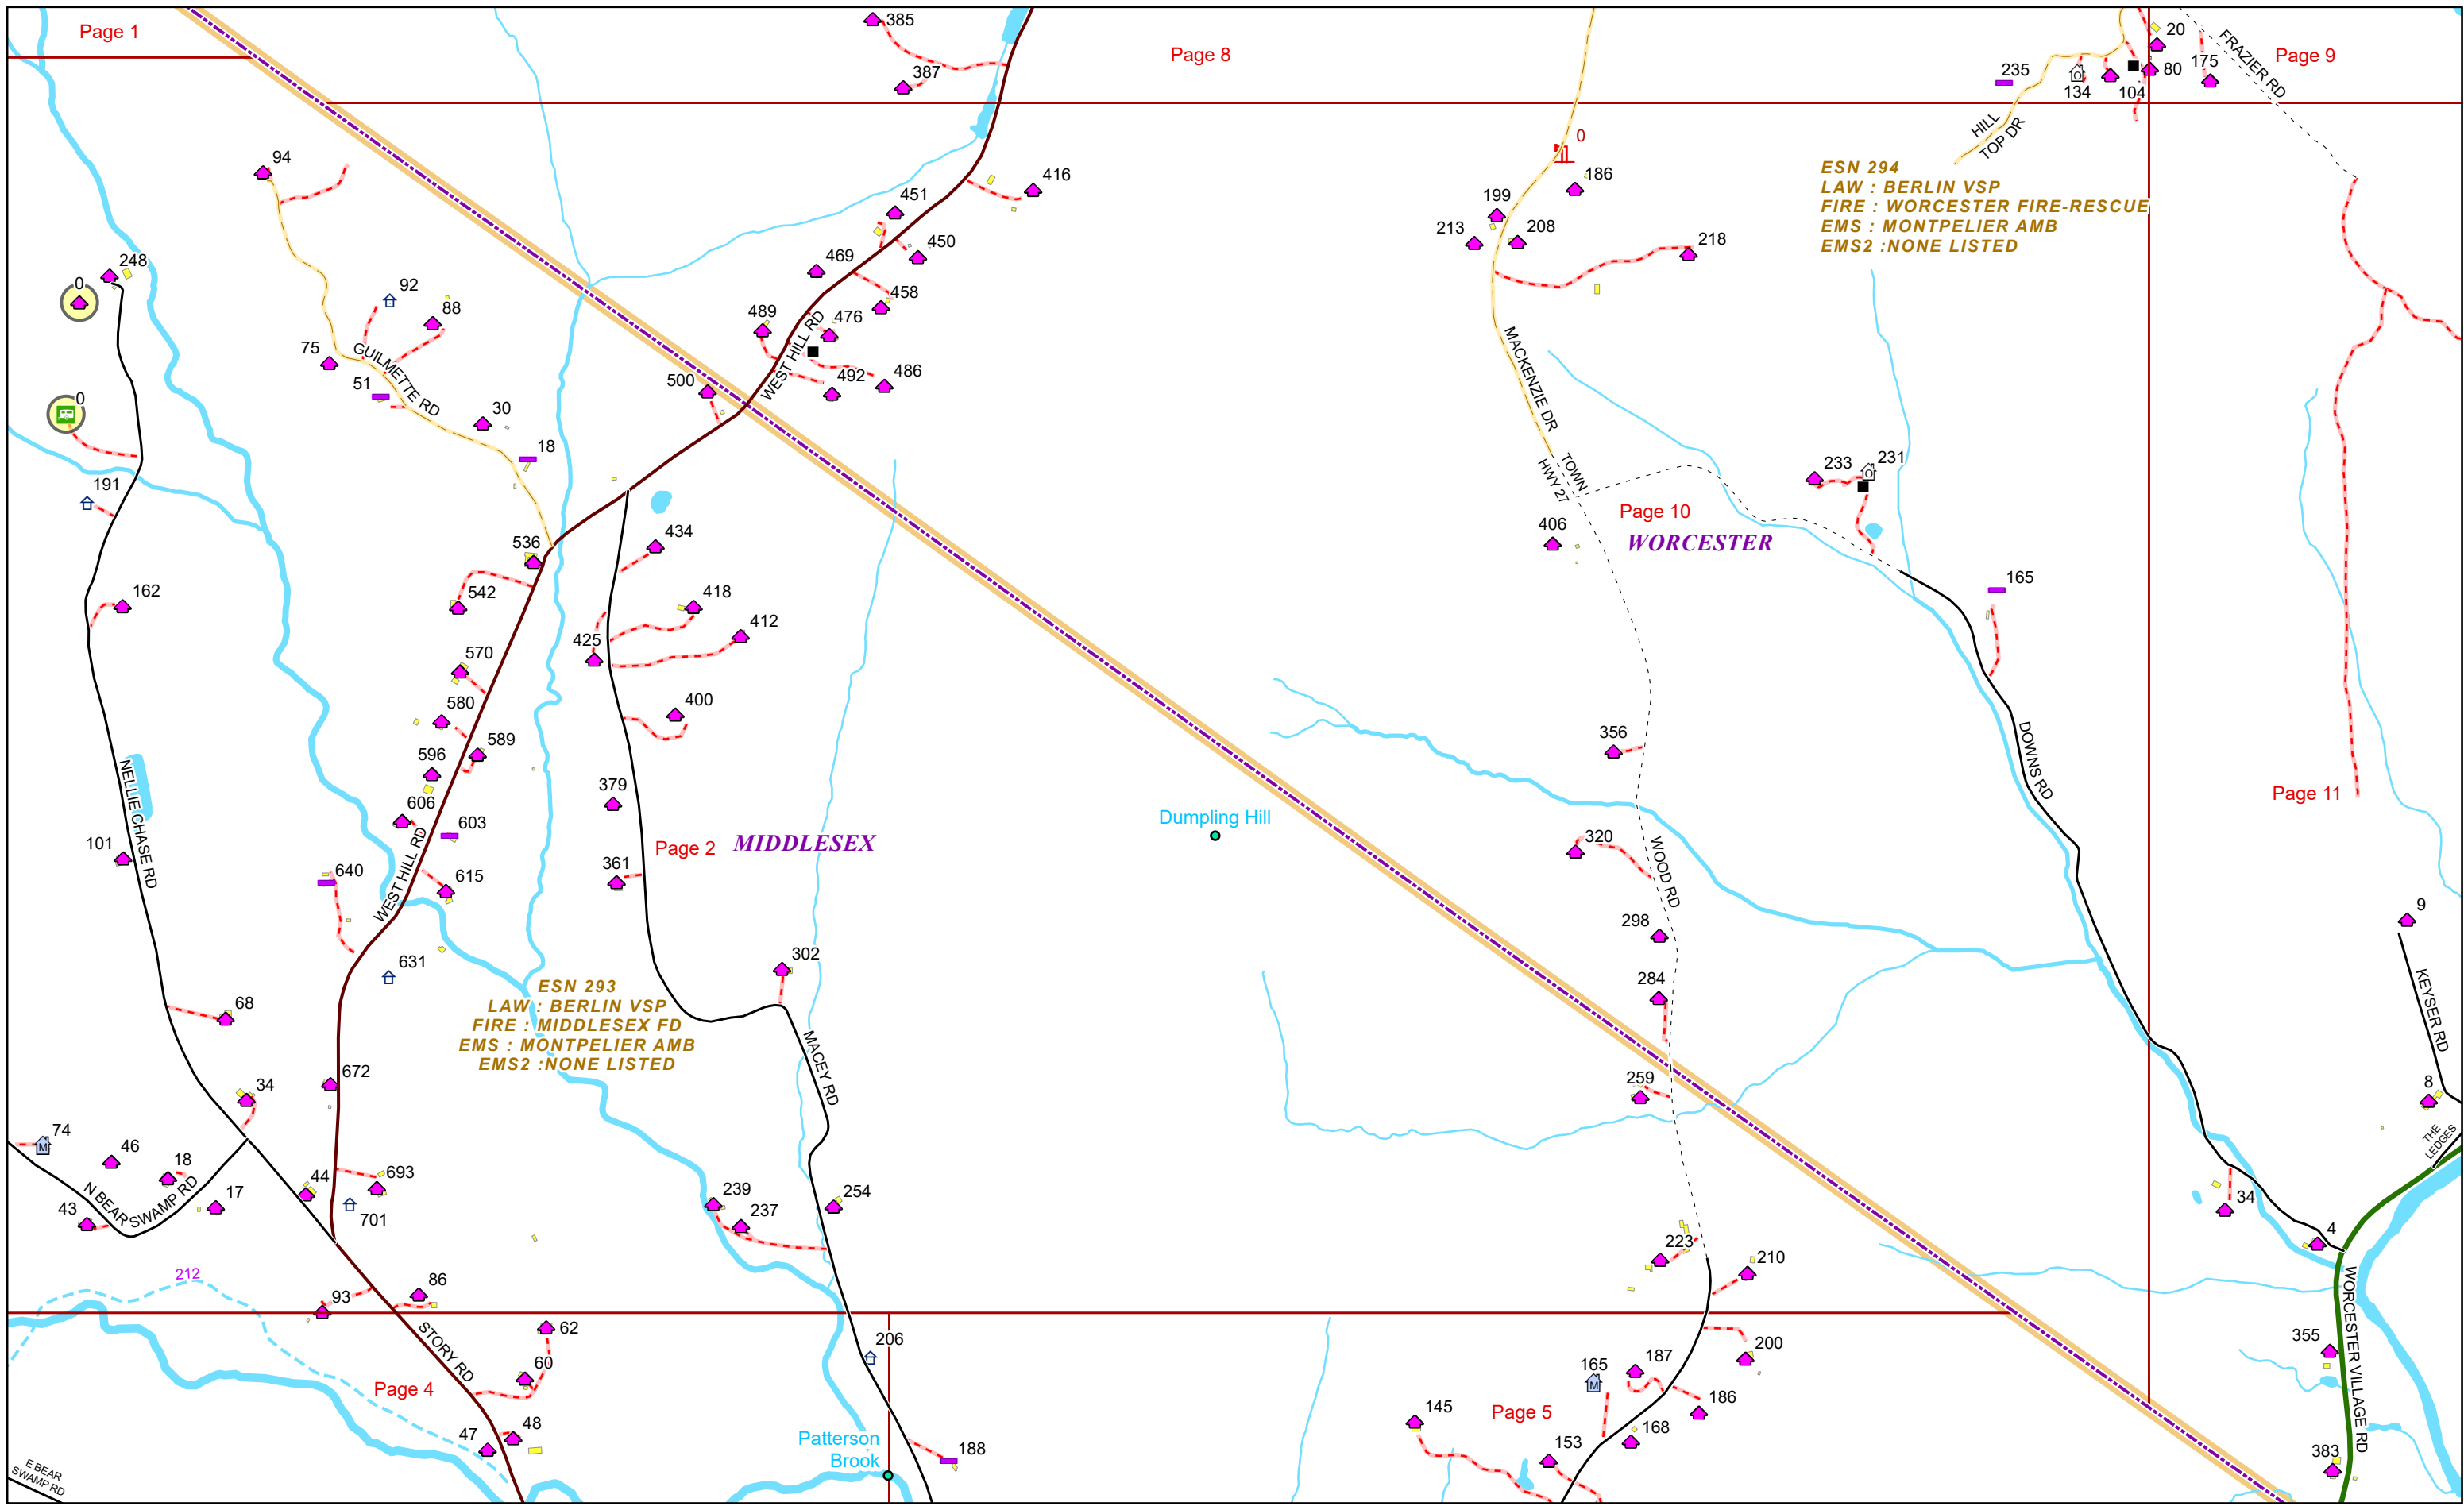 Page 1
385
Page 8
387
20
FRAZIER RD
Page 9
235
134
104
80
175
HILL
TOP DR
0
94
416
451
450
469
458
186
199
213
208
218
ESN 294
LAW : BERLIN VSP
FIRE : WORCESTER FIRE-RESCUE
EMS : MONTPELIER AMB
EMS2 :NONE LISTED
248
0
92
88
75
GUILMETTE RD
51
30
18
489
476
WEST HILL RD
486
492
500
MACKENZIE DR
0
191
TOWN
HWY 27
233
231
Page 10
WORCESTER
406
434
536
542
162
418
412
425
165
570
580
400
589
596
356
DOWNS RD
NELLIE CHASE RD
379
606
603
Dumpling Hill
Page 11
WEST HILL RD
101
Page 2
MIDDLESEX
320
WOOD RD
640
615
361
9
298
631
302
284
KEYSER RD
68
ESN 293
LAW : BERLIN VSP
FIRE : MIDDLESEX FD
EMS : MONTPELIER AMB
EMS2 :NONE LISTED
MACEY RD
672
34
259
8
THE
LEDGES
74
M
46
18
17
43
N BEAR
SWAMP RD
44
693
701
239
237
254
34
4
212
223
210
93
86
WORCESTER VILLAGE RD
STORY RD
62
60
206
Page 4
200
187
165
M
186
355
145
Page 5
168
153
47
48
Patterson
Brook
188
383
E BEAR
SWAMP RD